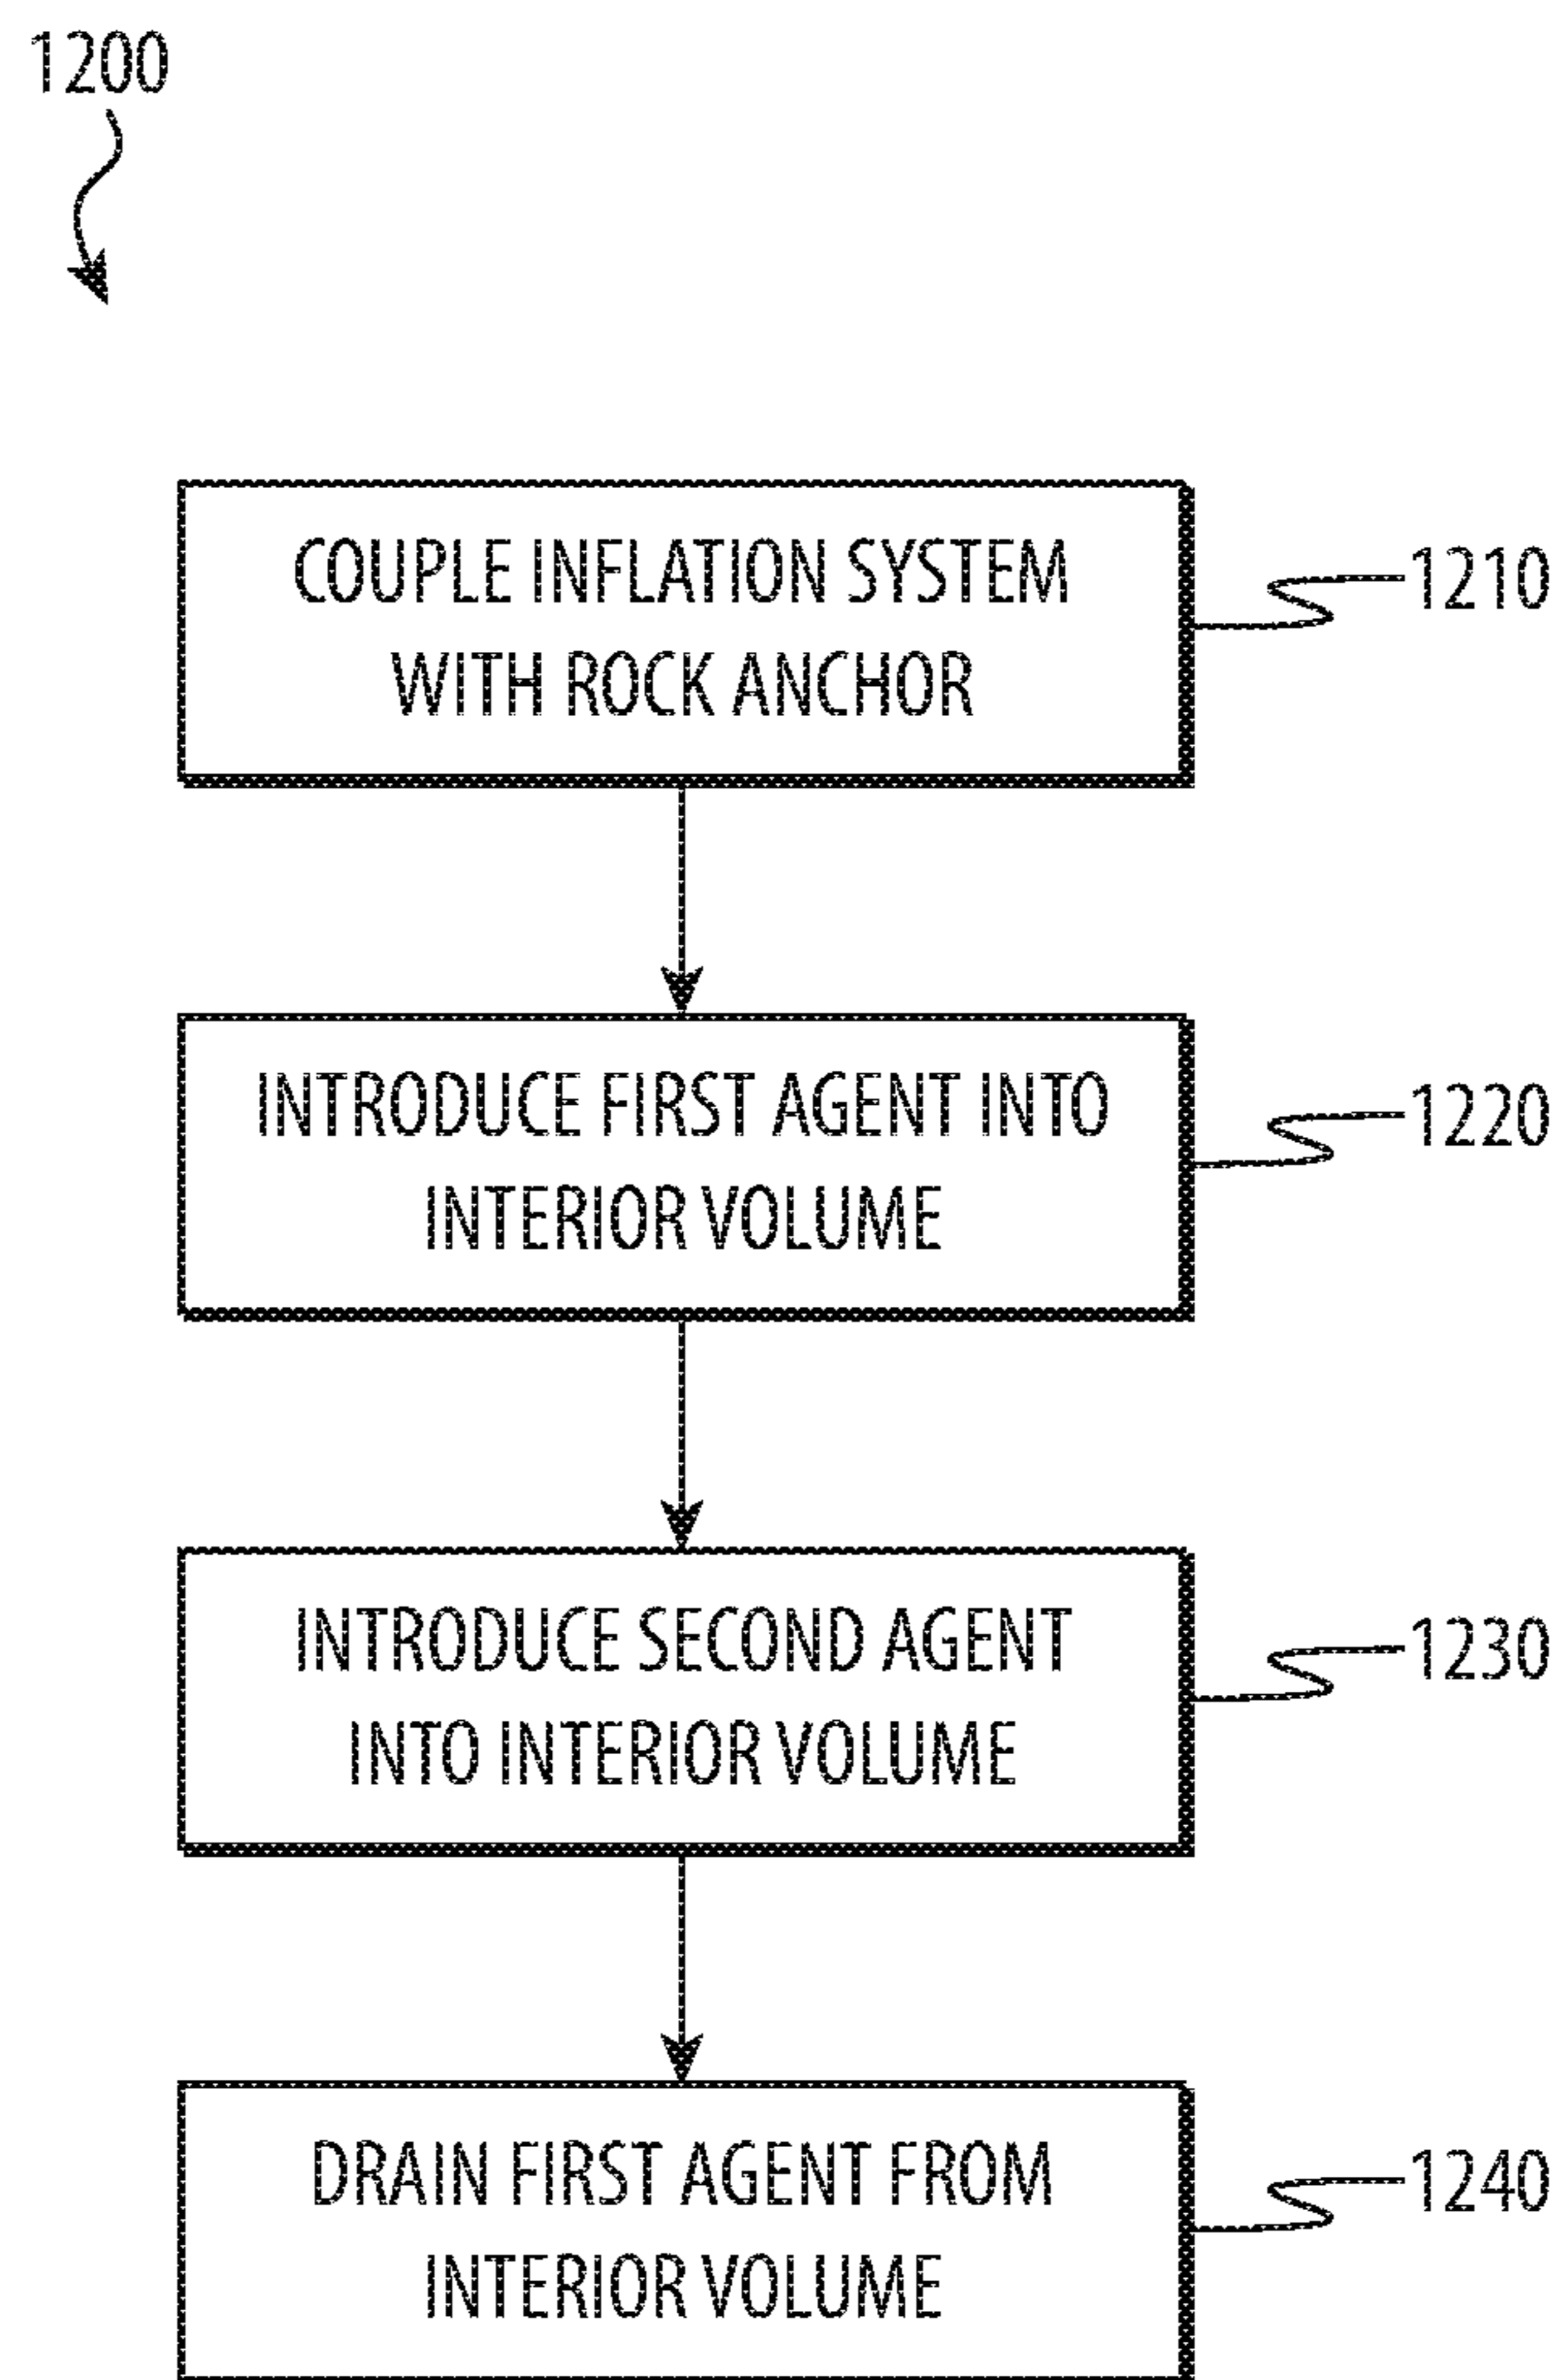 1200
COUPLE INFLATION SYSTEM
WITH ROCK ANCHOR
1210
INTRODUCE FIRST AGENT INTO
INTERIOR VOLUME
1220
INTRODUCE SECOND AGENT
INTO INTERIOR VOLUME
1230
DRAIN FIRST AGENT FROM
INTERIOR VOLUME
1240